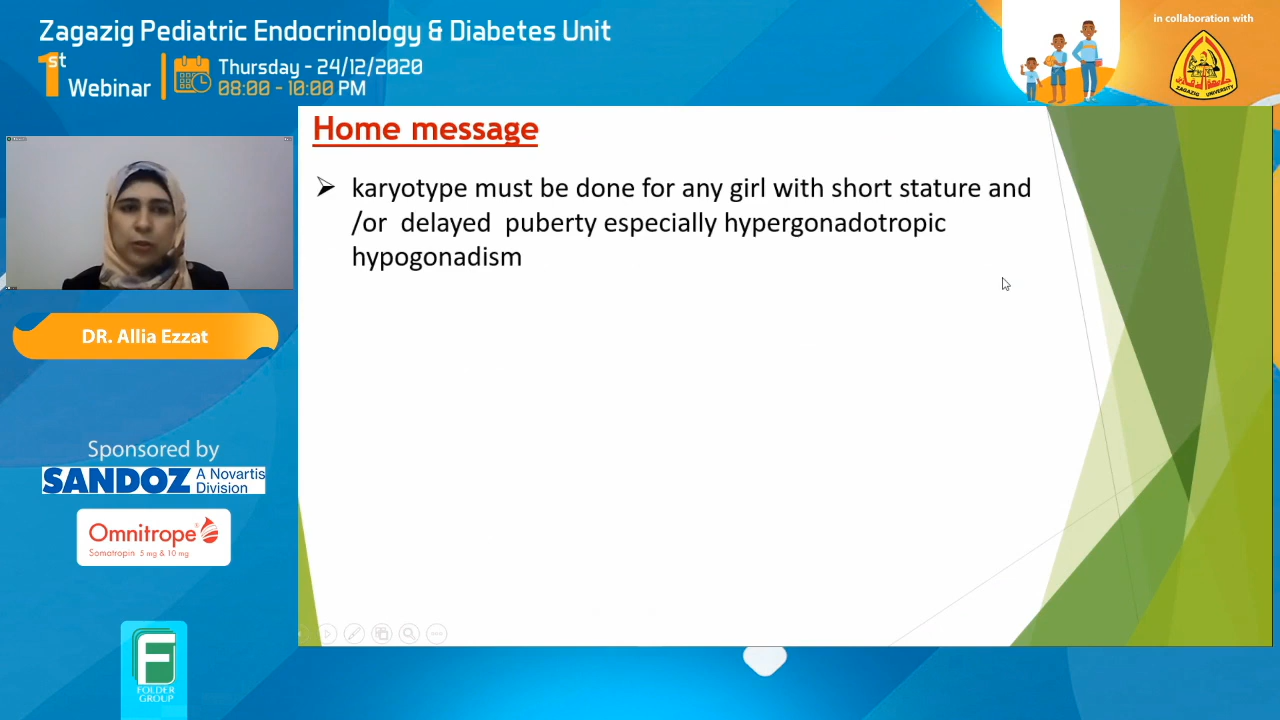 Zagazig Pediatric Endocrinology & Diabetes Unit
1st Webinar
Thursday - 24/12/2020
08:00 - 10:00 PM
in collaboration with
ZAGAZIG UNIVERSITY
Home message
➢ karyotype must be done for any girl with short stature and
/or delayed puberty especially hypergonadotropic
hypogonadism
DR. Allia Ezzat
Sponsored by
SANDOZ A Novartis
Division
Omnitrope®
Somatropin 5 mg & 10 mg
F
FOLDER
GROUP